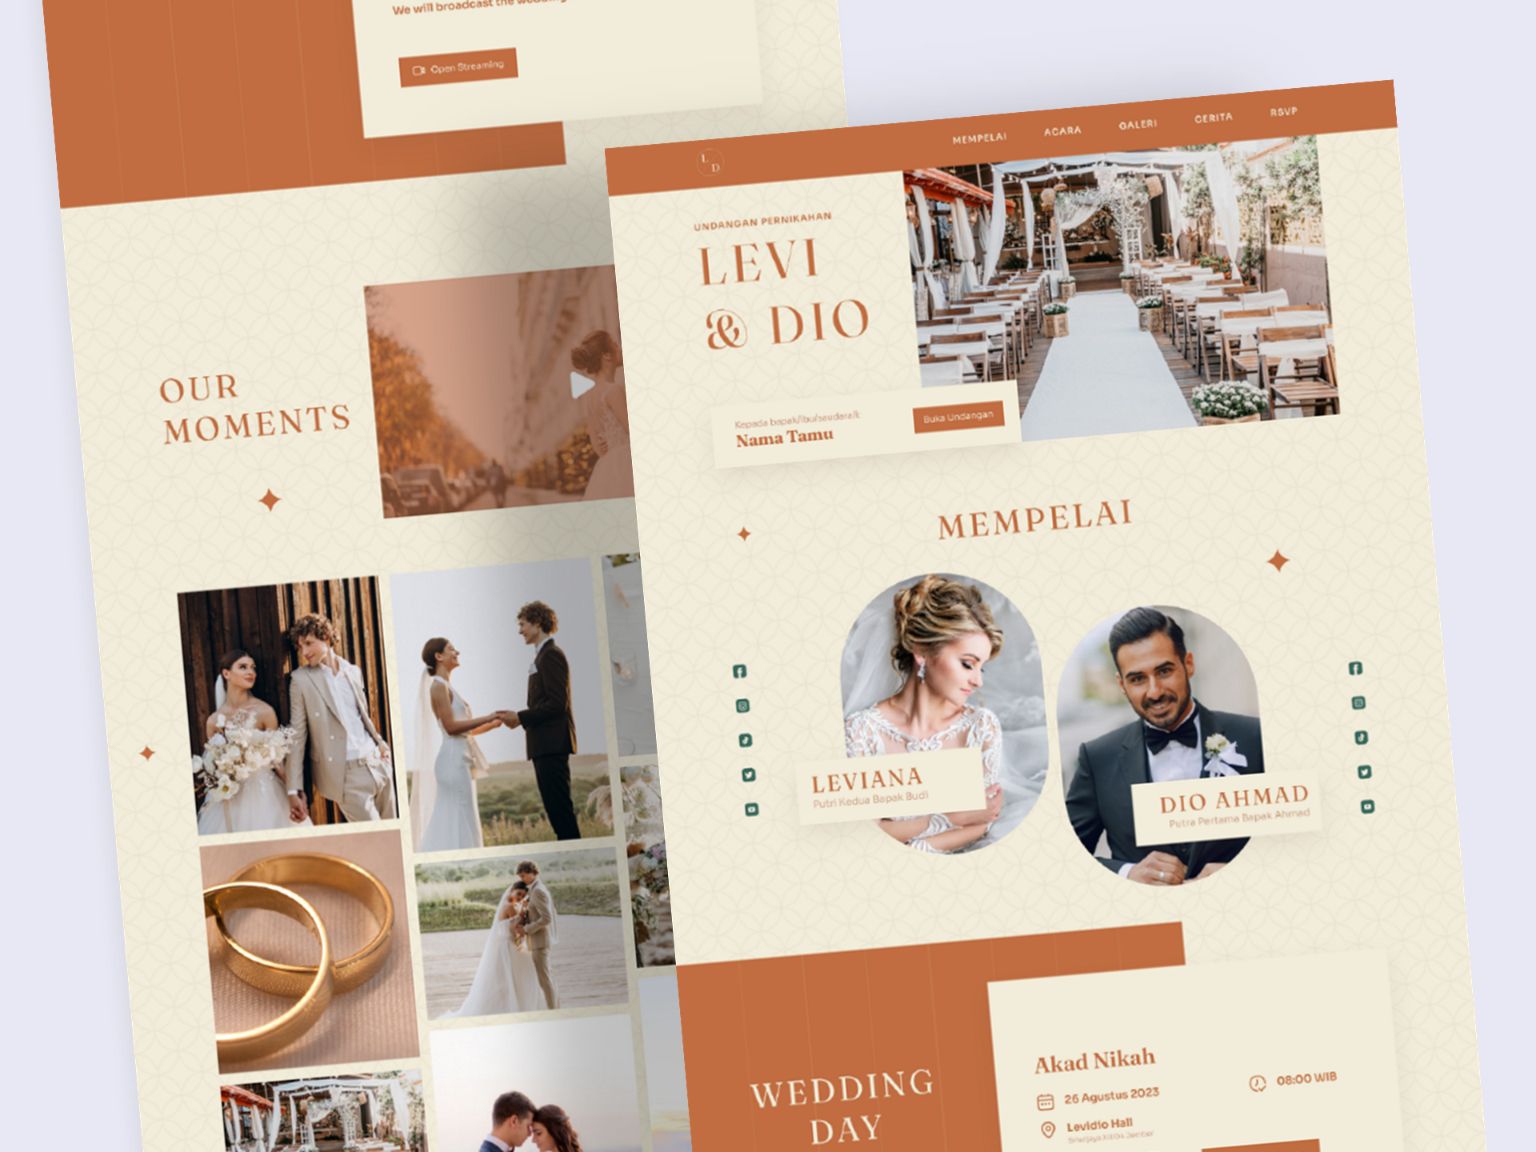 We will broadcast the wedding
Open Streaming
OUR
MOMENTS
L
D
MEMPELAI
ACARA
GALERI
CERITA
RSVP
UNDANGAN PERNIKAHAN
LEVI
& DIO
Kepada bapak/ibu/saudara/i:
Nama Tamu
Buka Undangan
MEMPELAI
LEVIANA
Putri Kedua Bapak Budi
DIO AHMAD
Putra Pertama Bapak Ahmad
WEDDING
DAY
Akad Nikah
26 Agustus 2023
08:00 WIB
Levidio Hall